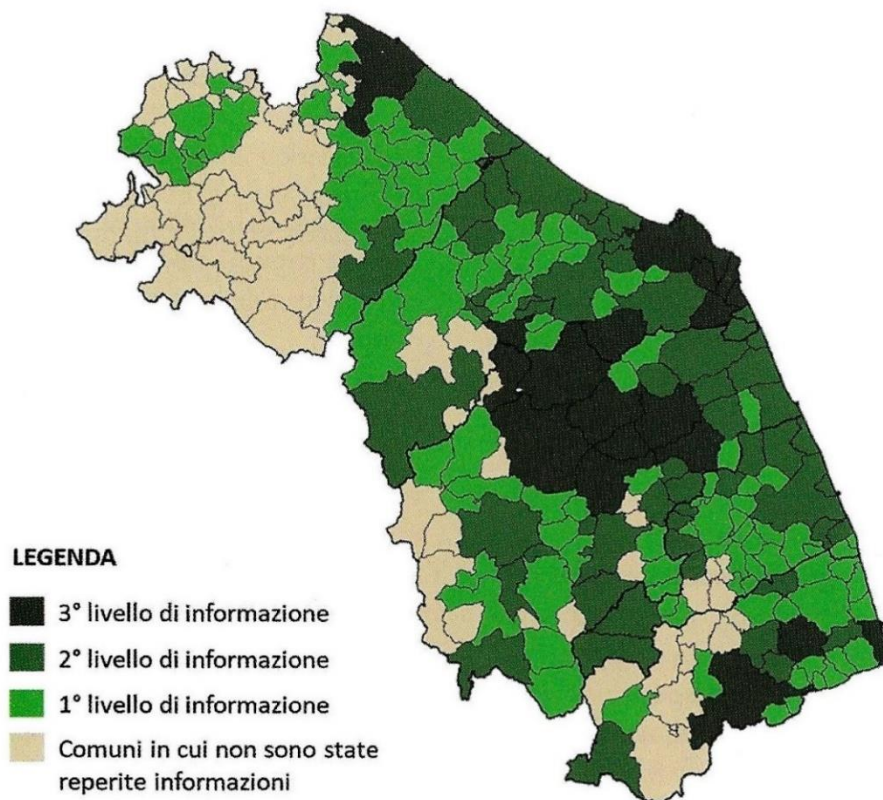 LEGENDA
3° livello di informazione
2° livello di informazione
1° livello di informazione
Comuni in cui non sono state
reperite informazioni